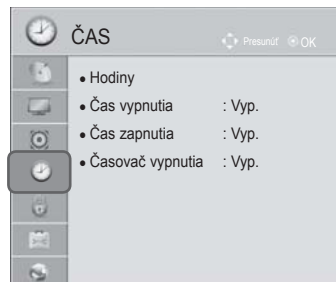 ČAS
Presunúť OK
• Hodiny
• Čas vypnutia : Vyp.
• Čas zapnutia : Vyp.
• Časovač vypnutia : Vyp.